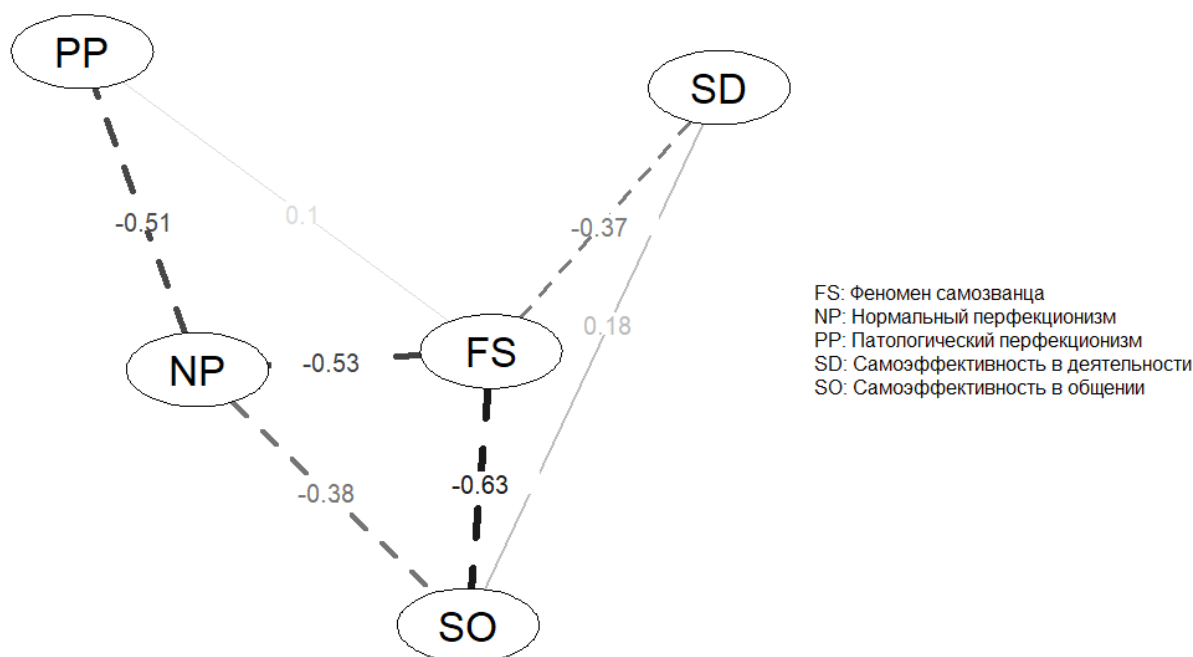 PP
SD
-0.51
0.1
-0.37
FS: Феномен самозванца
NP: Нормальный перфекционизм
PP: Патологический перфекционизм
SD: Самоэффективность в деятельности
SO: Самоэффективность в общении
0.18
FS
NP
-0.53
-0.63
-0.38
SO